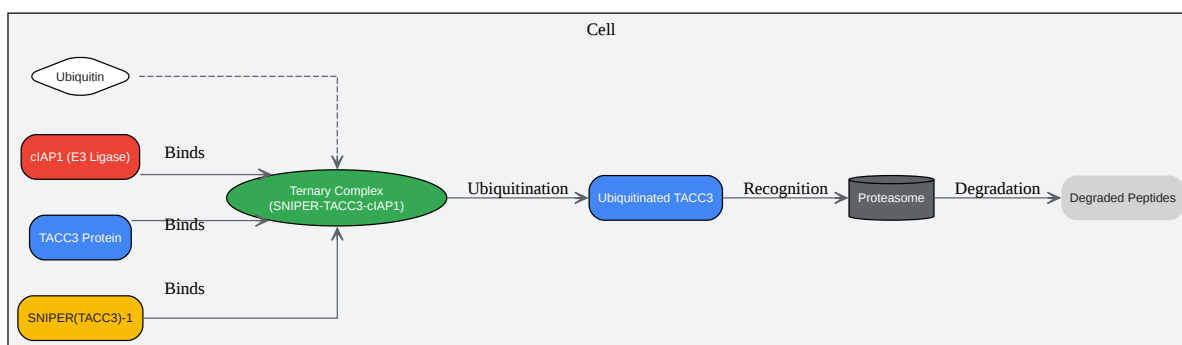 Cell
Ubiquitin
cIAP1 (E3 Ligase)
Binds
TACC3 Protein
Binds
SNIPER(TACC3)-1
Binds
Ternary Complex
(SNIPER-TACC3-cIAP1)
Ubiquitination
Ubiquitinated TACC3
Recognition
Proteasome
Degradation
Degraded Peptides